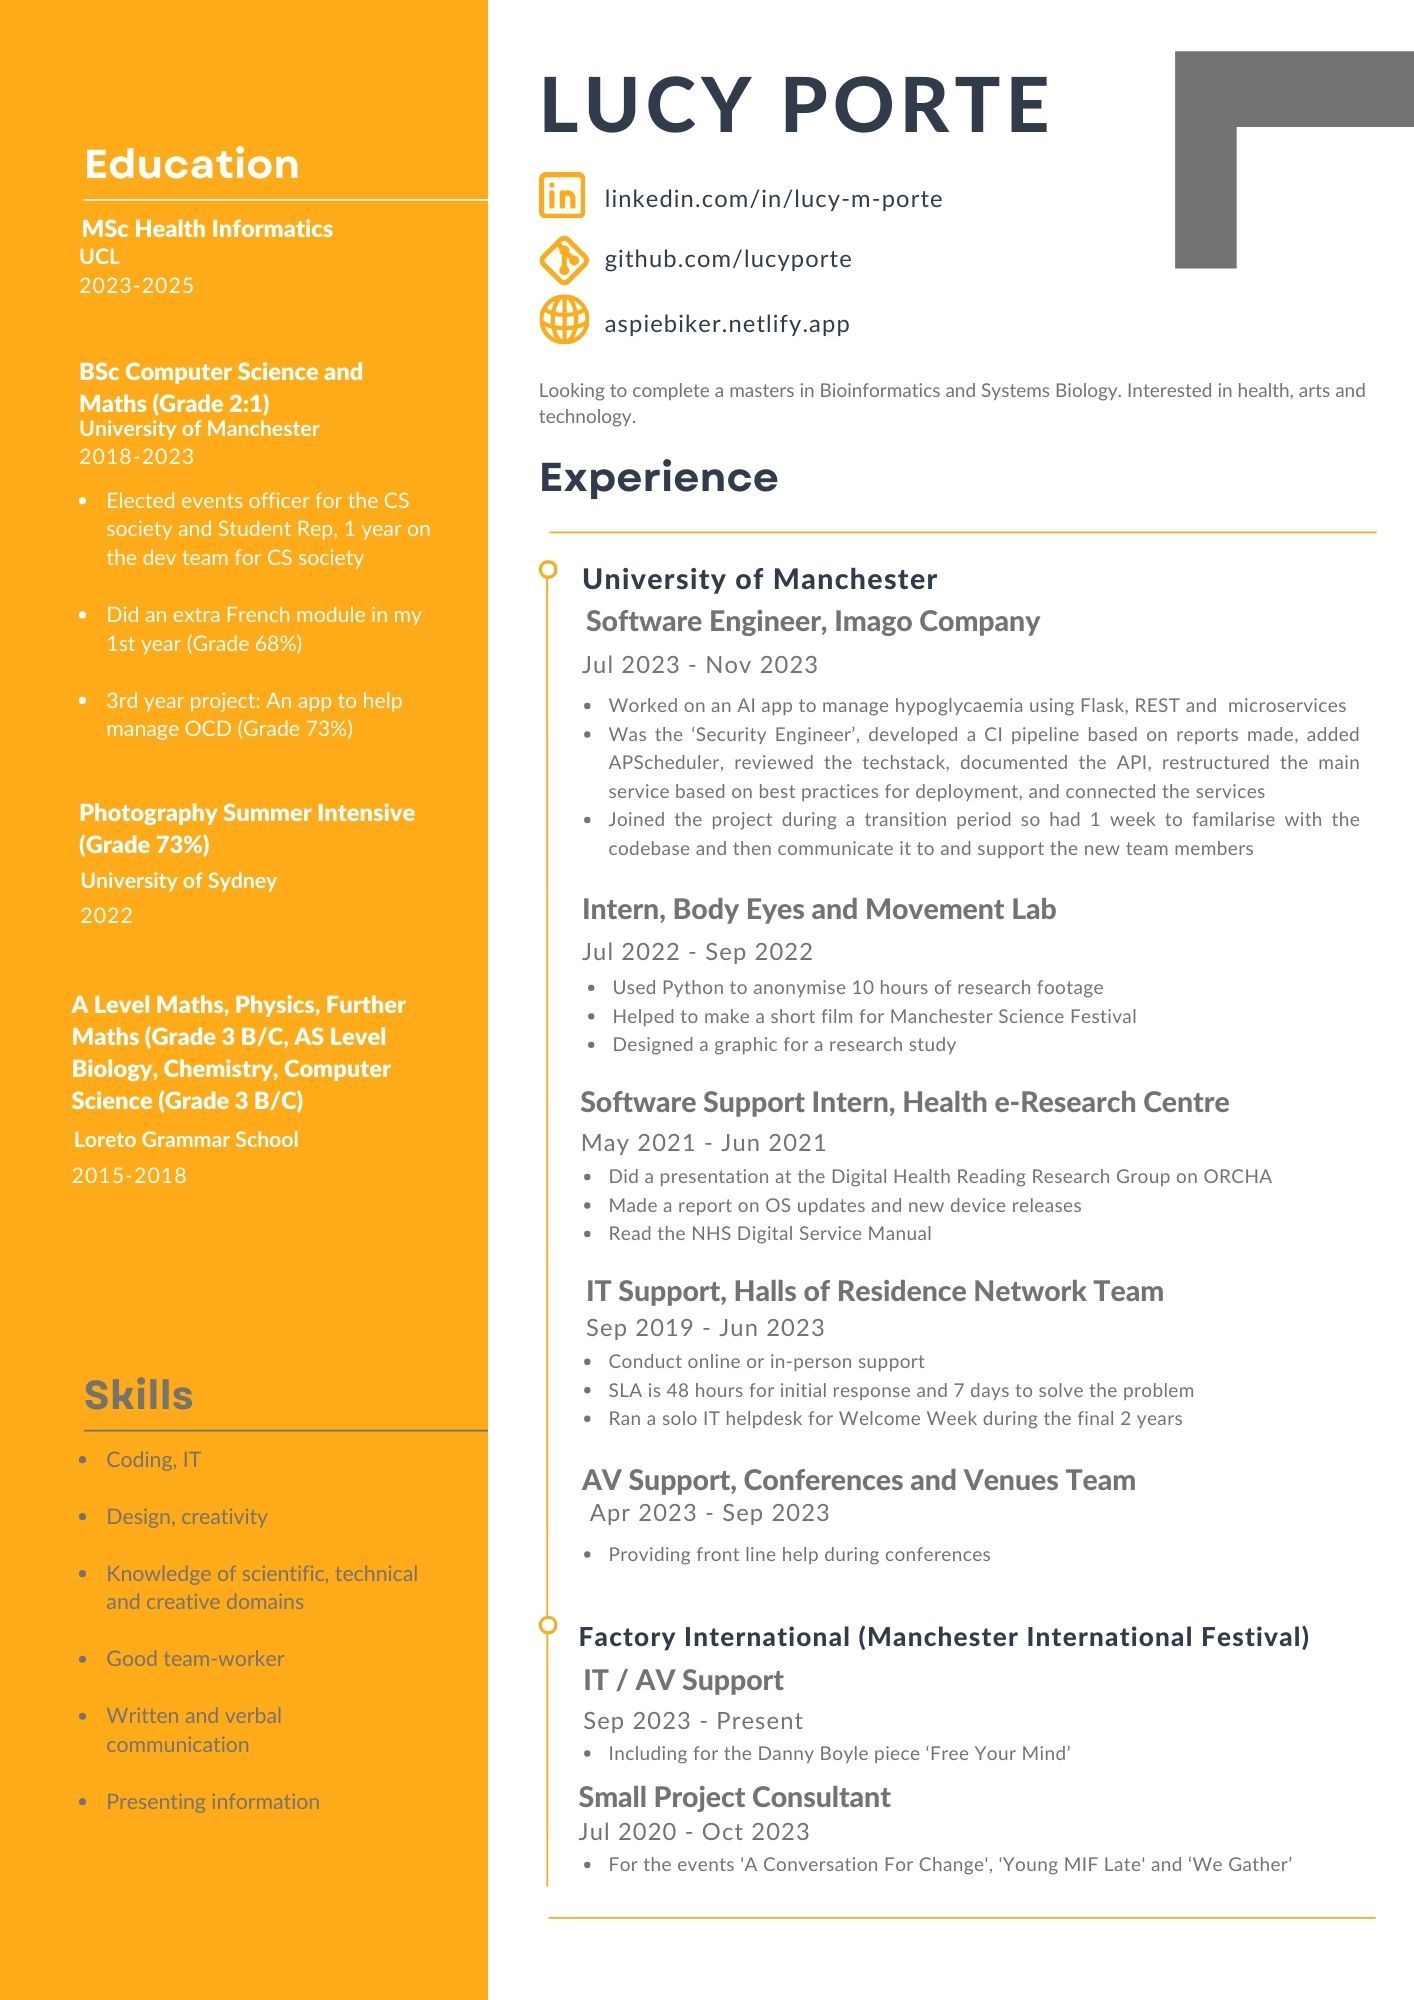 Education
MSc Health Informatics
UCL
2023-2025
BSc Computer Science and
Maths (Grade 2:1)
University of Manchester
2018-2023
• Elected events officer for the CS
society and Student Rep, 1 year on
the dev team for CS society
• Did an extra French module in my
1st year (Grade 68%)
• 3rd year project: An app to help
manage OCD (Grade 73%)
Photography Summer Intensive
(Grade 73%)
University of Sydney
2022
A Level Maths, Physics, Further
Maths (Grade 3 B/C, AS Level
Biology, Chemistry, Computer
Science (Grade 3 B/C)
Loreto Grammar School
2015-2018
Skills
• Coding, IT
• Design, creativity
• Knowledge of scientific, technical
and creative domains
• Good team-worker
• Written and verbal
communication
• Presenting information
LUCY PORTE
in linkedin.com/in/lucy-m-porte
github.com/lucyporte
aspiebiker.netlify.app
Looking to complete a masters in Bioinformatics and Systems Biology. Interested in health, arts and
technology.
Experience
University of Manchester
Software Engineer, Imago Company
Jul 2023 - Nov 2023
• Worked on an AI app to manage hypoglycaemia using Flask, REST and microservices
• Was the ‘Security Engineer’, developed a CI pipeline based on reports made, added
APScheduler, reviewed the techstack, documented the API, restructured the main
service based on best practices for deployment, and connected the services
• Joined the project during a transition period so had 1 week to familarise with the
codebase and then communicate it to and support the new team members
Intern, Body Eyes and Movement Lab
Jul 2022 - Sep 2022
• Used Python to anonymise 10 hours of research footage
• Helped to make a short film for Manchester Science Festival
• Designed a graphic for a research study
Software Support Intern, Health e-Research Centre
May 2021 - Jun 2021
• Did a presentation at the Digital Health Reading Research Group on ORCHA
• Made a report on OS updates and new device releases
• Read the NHS Digital Service Manual
IT Support, Halls of Residence Network Team
Sep 2019 - Jun 2023
• Conduct online or in-person support
• SLA is 48 hours for initial response and 7 days to solve the problem
• Ran a solo IT helpdesk for Welcome Week during the final 2 years
AV Support, Conferences and Venues Team
Apr 2023 - Sep 2023
• Providing front line help during conferences
Factory International (Manchester International Festival)
IT / AV Support
Sep 2023 - Present
• Including for the Danny Boyle piece ‘Free Your Mind’
Small Project Consultant
Jul 2020 - Oct 2023
• For the events 'A Conversation For Change', 'Young MIF Late' and ‘We Gather’